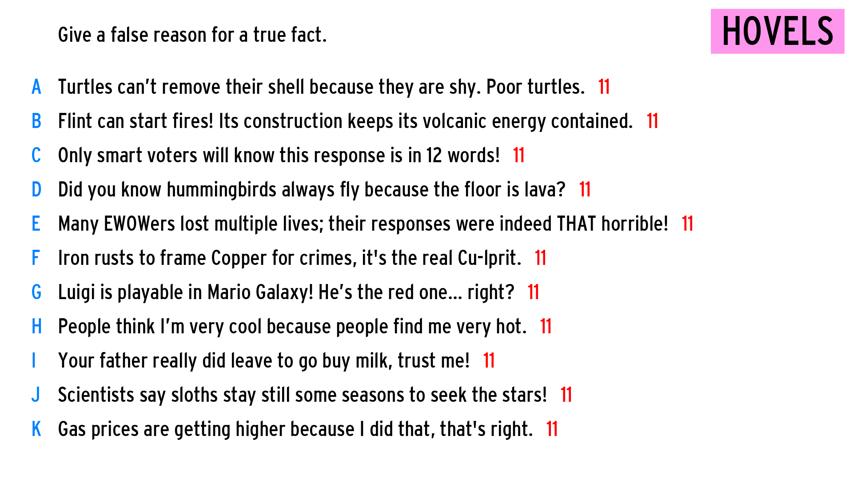 Give a false reason for a true fact.
HOVELS
A Turtles can't remove their shell because they are shy. Poor turtles. 11
B Flint can start fires! Its construction keeps its volcanic energy contained. 11
C Only smart voters will know this response is in 12 words! 11
D Did you know hummingbirds always fly because the floor is lava? 11
E Many EWOWers lost multiple lives; their responses were indeed THAT horrible! 11
F Iron rusts to frame Copper for crimes, it's the real Cu-lprit. 11
G Luigi is playable in Mario Galaxy! He's the red one... right? 11
H People think I'm very cool because people find me very hot. 11
I Your father really did leave to go buy milk, trust me! 11
J Scientists say sloths stay still some seasons to seek the stars! 11
K Gas prices are getting higher because I did that, that's right. 11